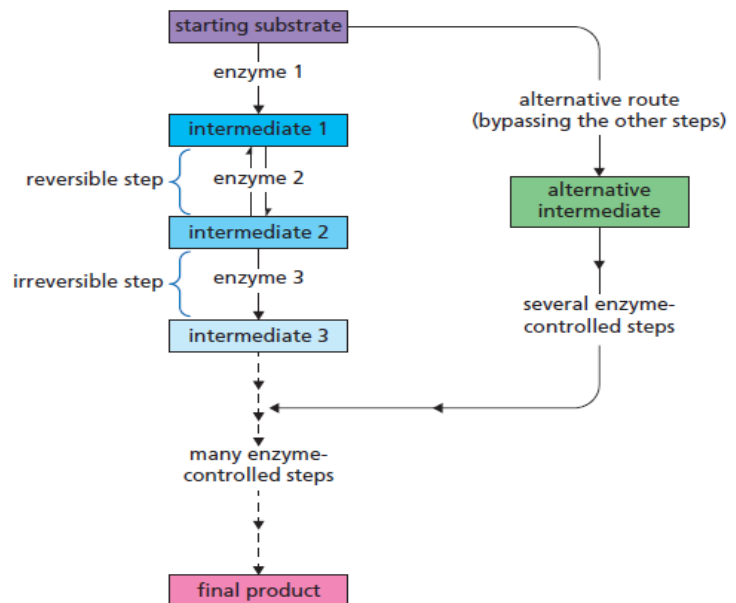 starting substrate
enzyme 1
alternative route
(bypassing the other steps)
intermediate 1
reversible step
enzyme 2
alternative
intermediate
intermediate 2
irreversible step
enzyme 3
several enzyme-
controlled steps
intermediate 3
many enzyme-
controlled steps
final product